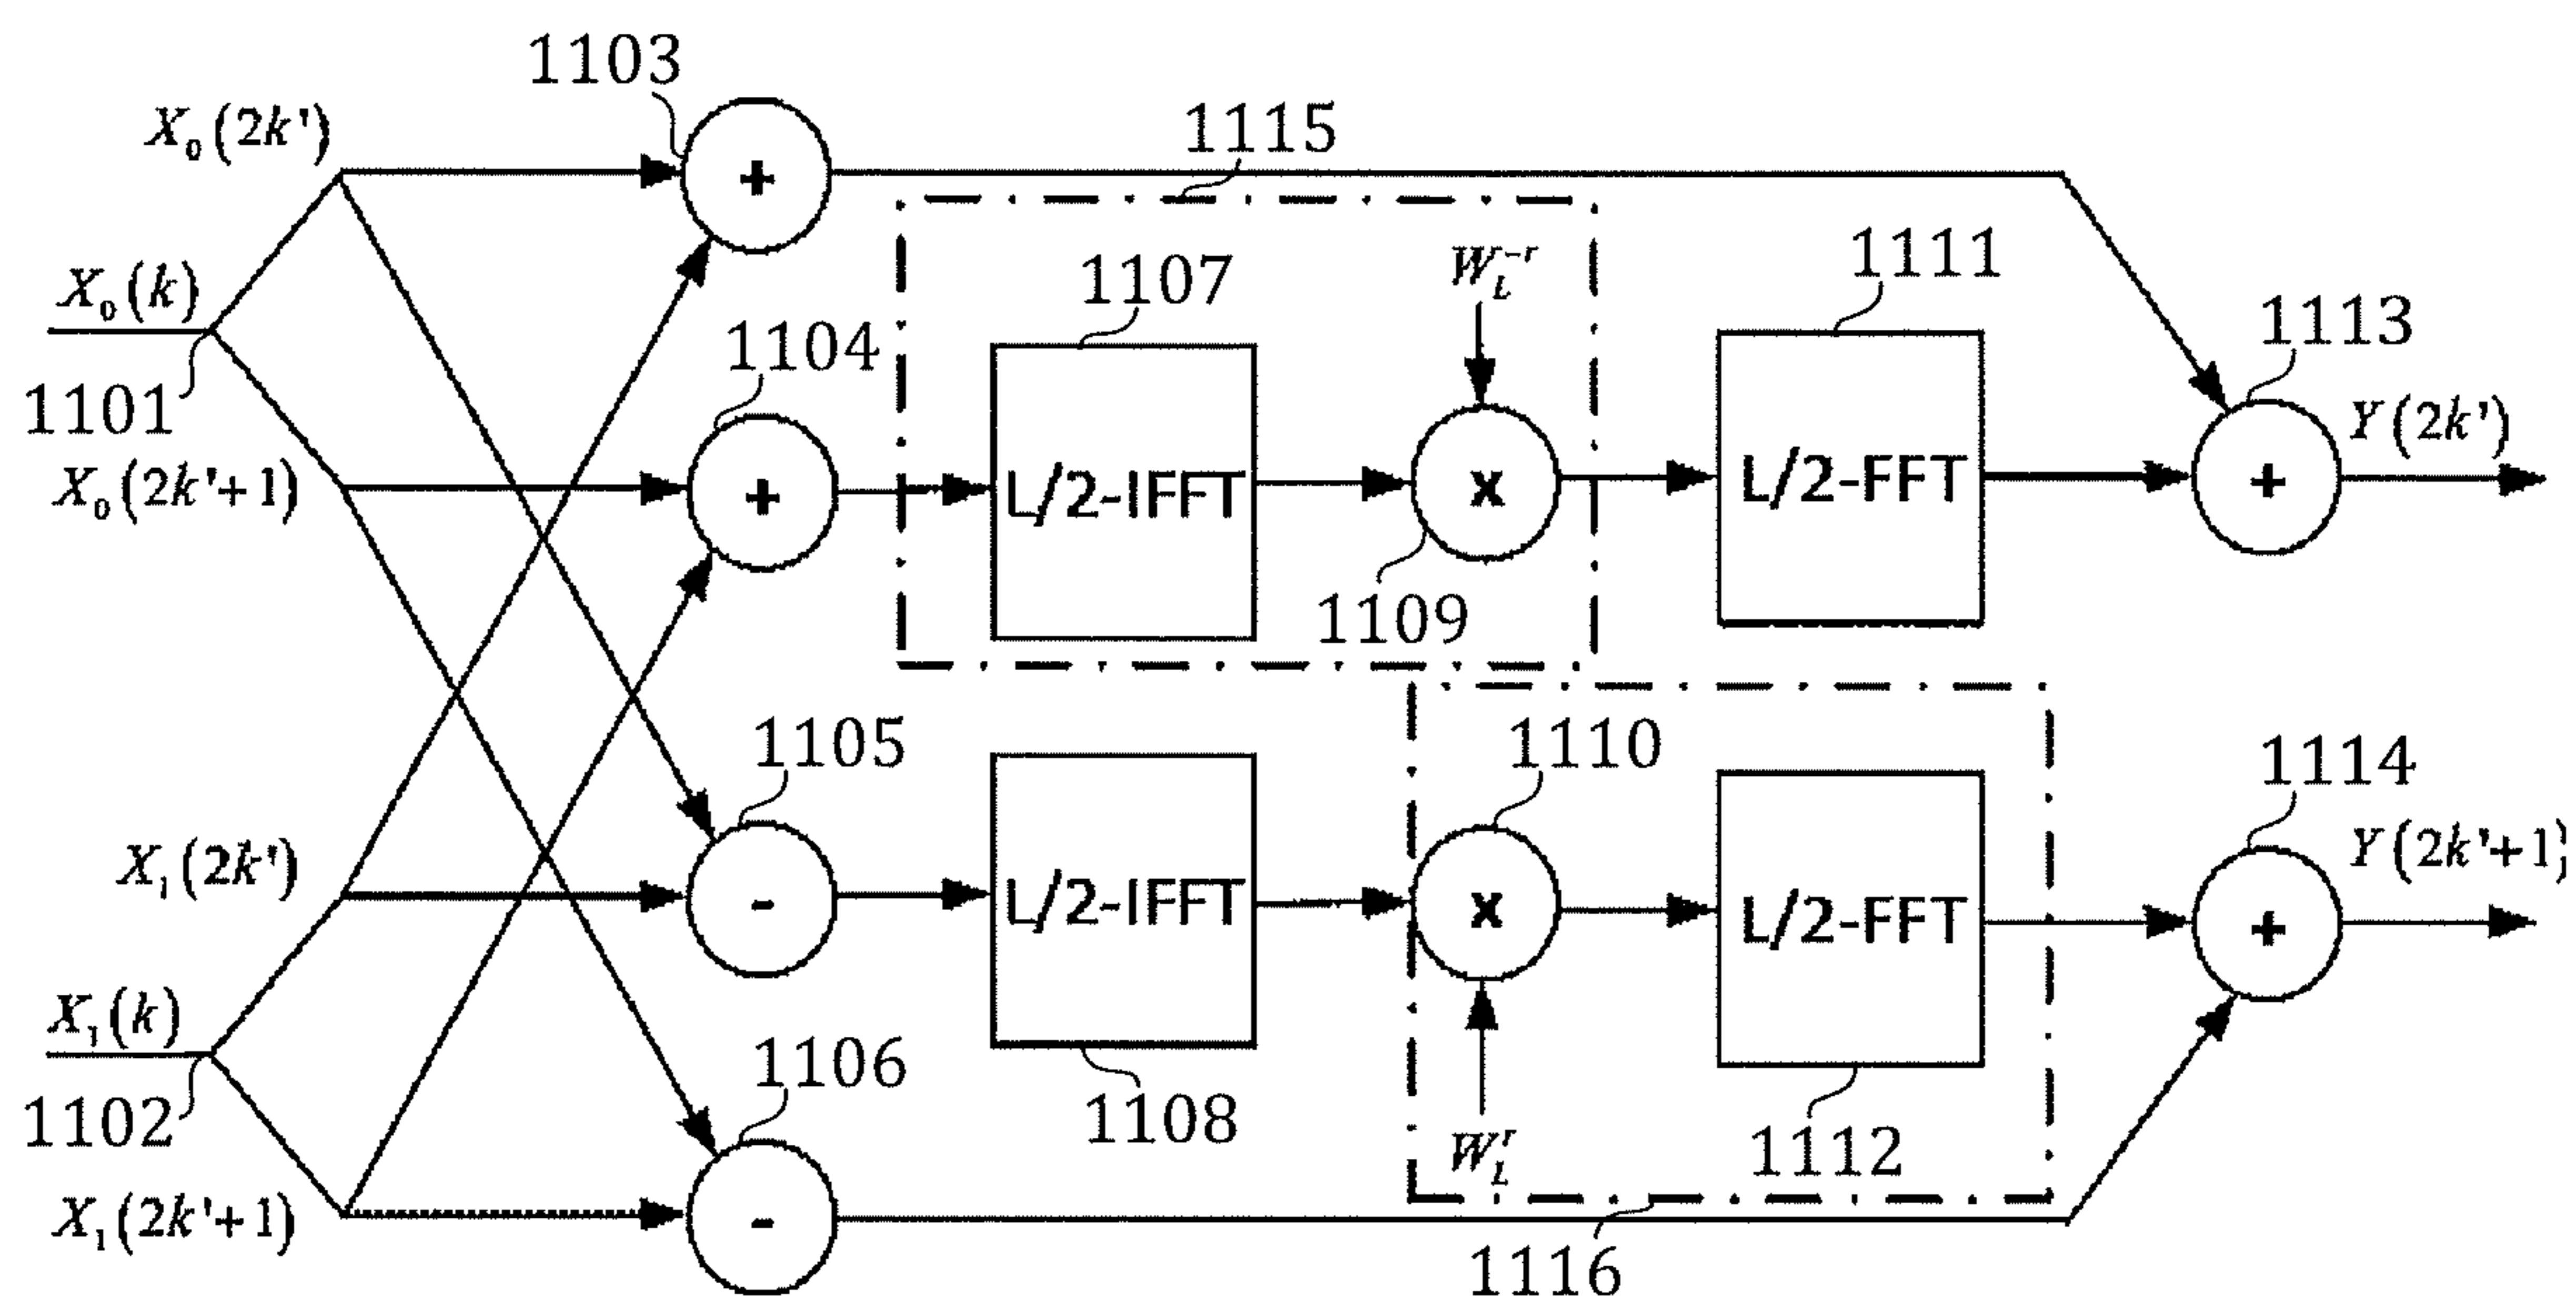 1103
X₀(2k')
+
1115
X₀(k)
1101
X₀(2k'+1)
1104
+
1107
L/2-IFFT
W_L^{-r}
x
1109
1111
L/2-FFT
1113
+
Y(2k')
X₁(2k')
1105
-
L/2-IFFT
1108
1110
x
W_L^r
L/2-FFT
1112
1114
+
Y(2k'+1)
X₁(k)
1102
X₁(2k'+1)
1106
-
1116